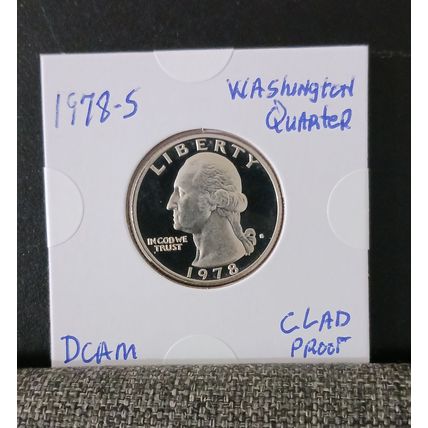 1978-S
WAShington
QUARTER
LIBERTY
IN GOD WE
TRUST
1978
S
DCAM
CLAD
PROOF